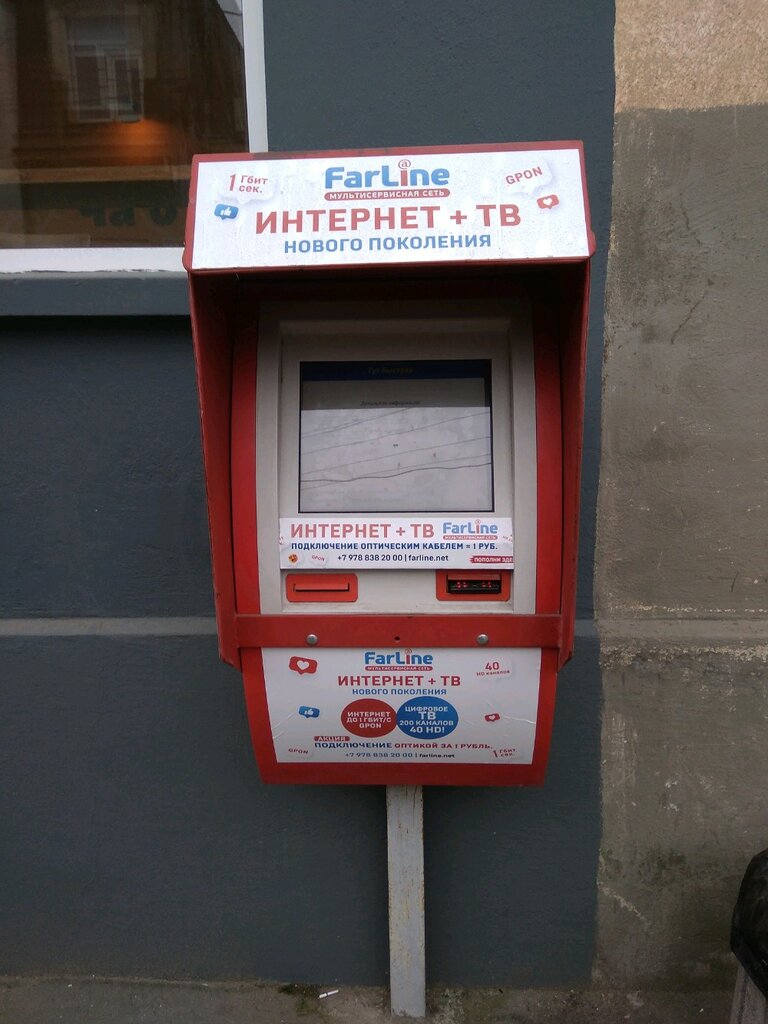 1 Гбит
сек.
FarLine
GPON
МУЛЬТИСЕРВИСНАЯ СЕТЬ
ИНТЕРНЕТ + ТВ
НОВОГО ПОКОЛЕНИЯ
ИНТЕРНЕТ + ТВ FarLine
МУЛЬТИСЕРВИСНАЯ СЕТЬ
ПОДКЛЮЧЕНИЕ ОПТИЧЕСКИМ КАБЕЛЕМ = 1 РУБ.
GPON
+7 978 838 20 00 | farline.net
ПОПОЛНИ ЗДЕ
FarLine
МУЛЬТИСЕРВИСНАЯ СЕТЬ
ИНТЕРНЕТ + ТВ
НОВОГО ПОКОЛЕНИЯ
40
HD каналов
ИНТЕРНЕТ
ДО 1 ГБИТ/С
GPON
ЦИФРОВОЕ
ТВ
200 КАНАЛОВ
40 HD!
АКЦИЯ
ПОДКЛЮЧЕНИЕ ОПТИКОЙ ЗА 1 РУБЛЬ.
GPON
+7 978 838 20 00 | farline.net
1 Гбит
сек.